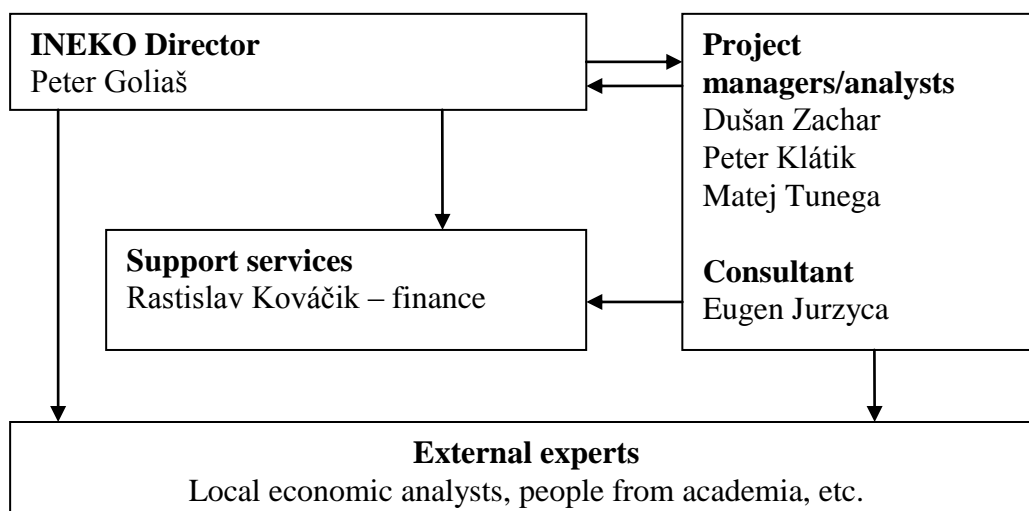 INEKO Director
Peter Goliaš
Project
managers/analysts
Dušan Zachar
Peter Klátik
Matej Tunega
Consultant
Eugen Jurzyca
Support services
Rastislav Kováčik – finance
External experts
Local economic analysts, people from academia, etc.